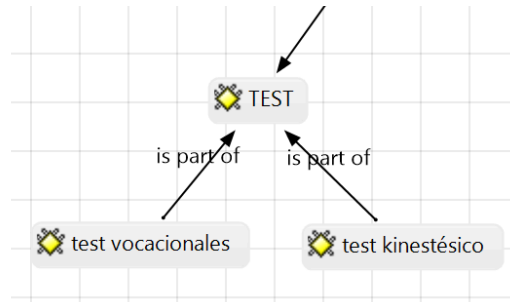 TEST
is part of
is part of
test vocacionales
test kinestésico